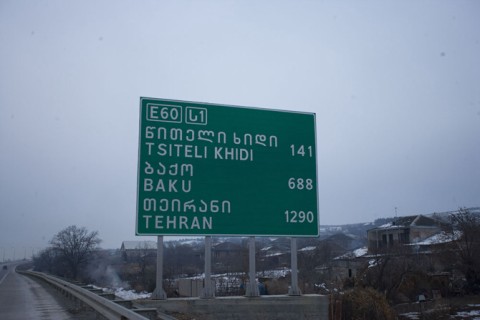 E60 ს1
წითელი ხიდი
TSITELI KHIDI 141
ბაქო
BAKU 688
თეირანი
TEHRAN 1290